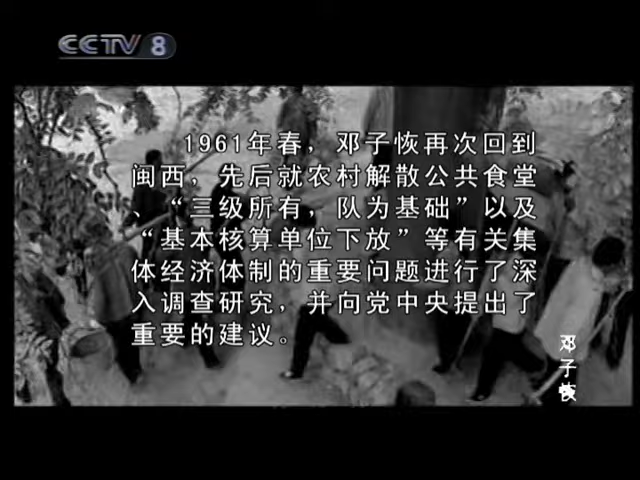 CCTV 8
1961年春，邓子恢再次回到
闽西，先后就农村解散公共食堂
、“三级所有，队为基础”以及
“基本核算单位下放”等有关集
体经济体制的重要问题进行了深
入调查研究，并向党中央提出了
重要的建议。
邓子恢